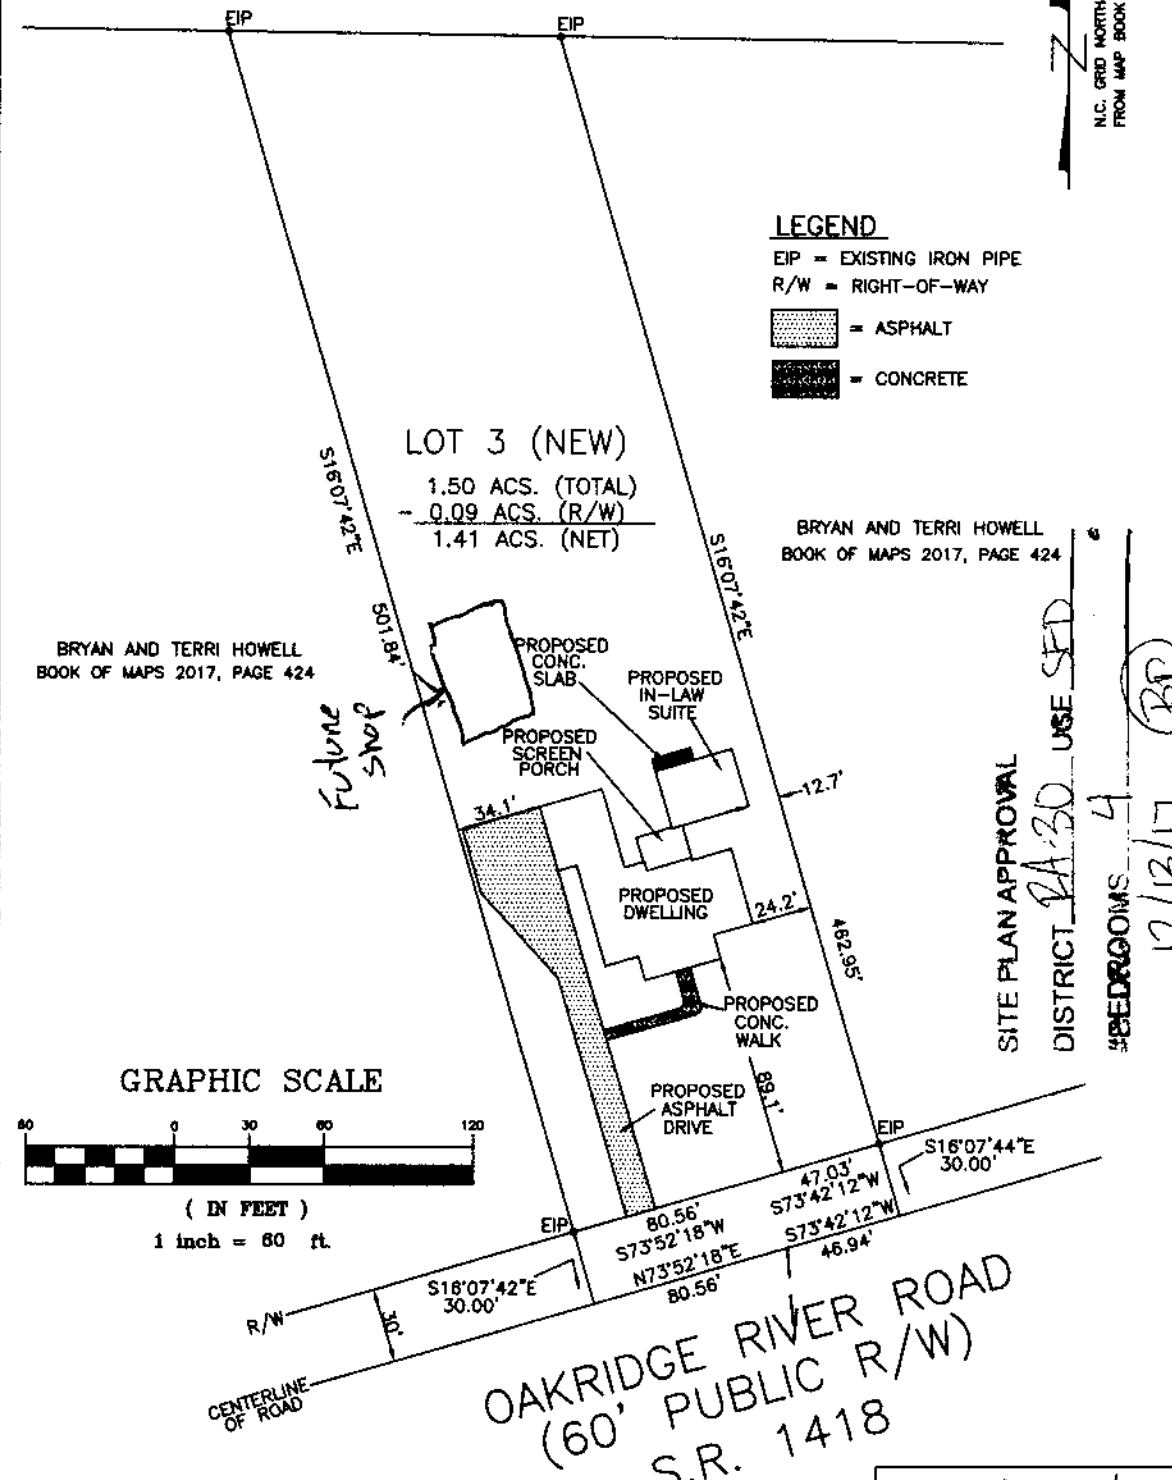 EIP
EIP
N.C. GRID NORTH
FROM MAP BOOK
LEGEND
EIP = EXISTING IRON PIPE
R/W = RIGHT-OF-WAY
= ASPHALT
= CONCRETE
LOT 3 (NEW)
1.50 ACS. (TOTAL)
- 0.09 ACS. (R/W)
1.41 ACS. (NET)
S16°07'42"E
501.84'
S16°07'42"E
462.95'
BRYAN AND TERRI HOWELL
BOOK OF MAPS 2017, PAGE 424
BRYAN AND TERRI HOWELL
BOOK OF MAPS 2017, PAGE 424
Future
Shop
PROPOSED
CONC.
SLAB
PROPOSED
IN-LAW
SUITE
PROPOSED
SCREEN
PORCH
34.1'
12.7'
PROPOSED
DWELLING
24.2'
PROPOSED
CONC.
WALK
89.1'
PROPOSED
ASPHALT
DRIVE
SITE PLAN APPROVAL
DISTRICT RA-30 USE SFD
#BEDROOMS 4
12/13/17
GRAPHIC SCALE
60 0 30 60 120
( IN FEET )
1 inch = 60 ft.
EIP
EIP
S16°07'44"E
30.00'
47.03'
S73°42'12"W
80.56'
S73°52'18"W
S73°42'12"W
46.94'
N73°52'18"E
80.56'
S16°07'42"E
30.00'
R/W
30'
CENTERLINE
OF ROAD
OAKRIDGE RIVER ROAD
(60' PUBLIC R/W)
S.R. 1418